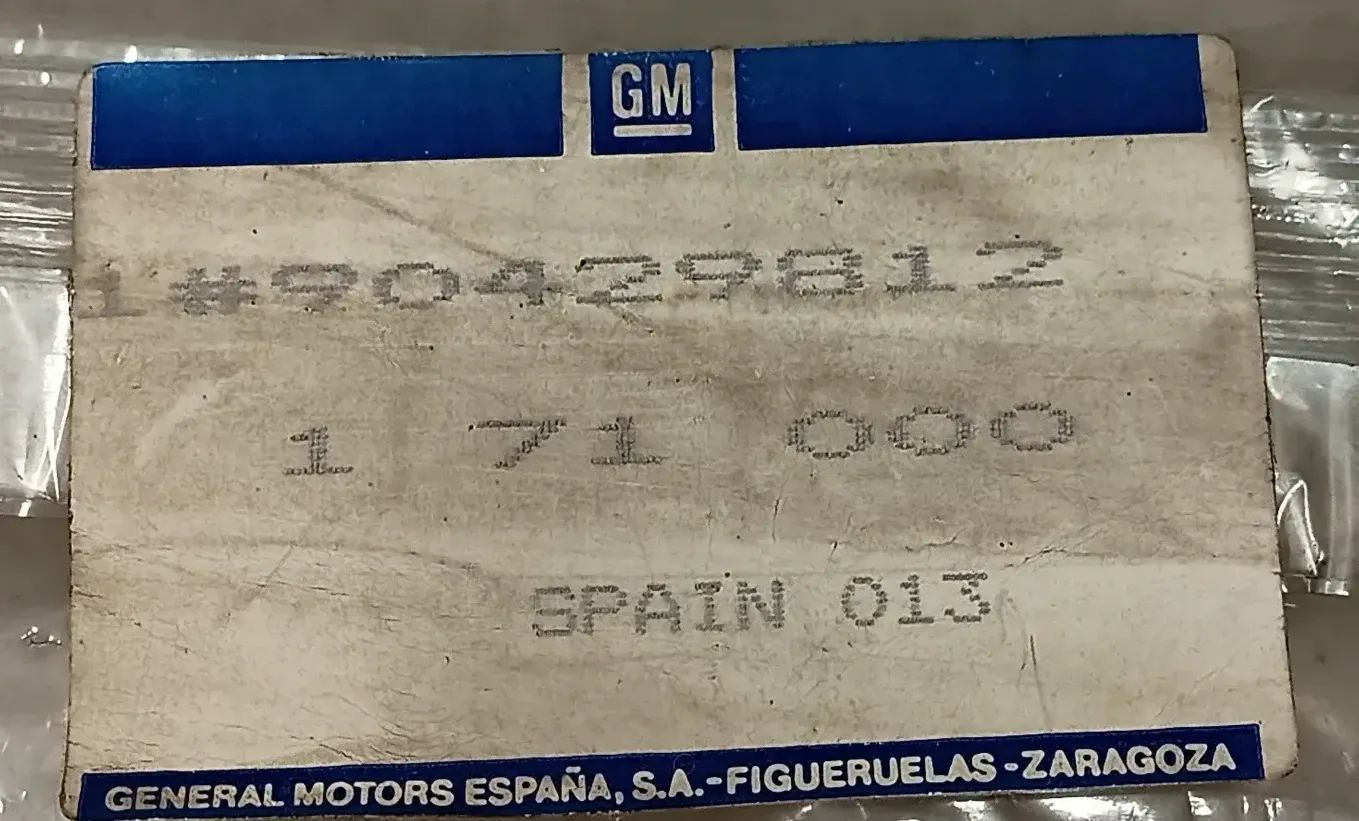 GM
1 #90429812
1 71 000
SPAIN 013
GENERAL MOTORS ESPAÑA, S.A.-FIGUERUELAS-ZARAGOZA